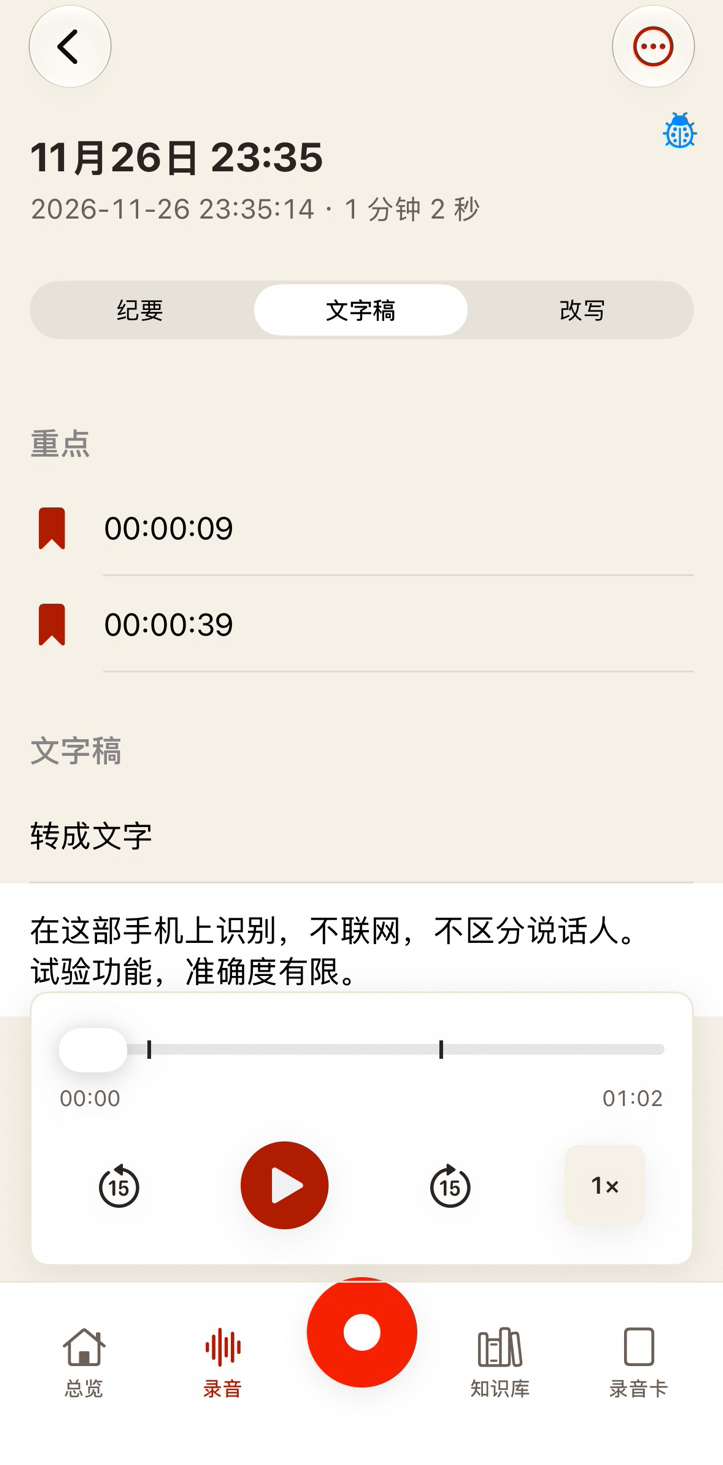 11月26日 23:35
2026-11-26 23:35:14 · 1 分钟 2 秒
纪要
文字稿
改写
重点
00:00:09
00:00:39
文字稿
转成文字
在这部手机上识别，不联网，不区分说话人。
试验功能，准确度有限。
00:00
01:02
15
15
1×
总览
录音
知识库
录音卡